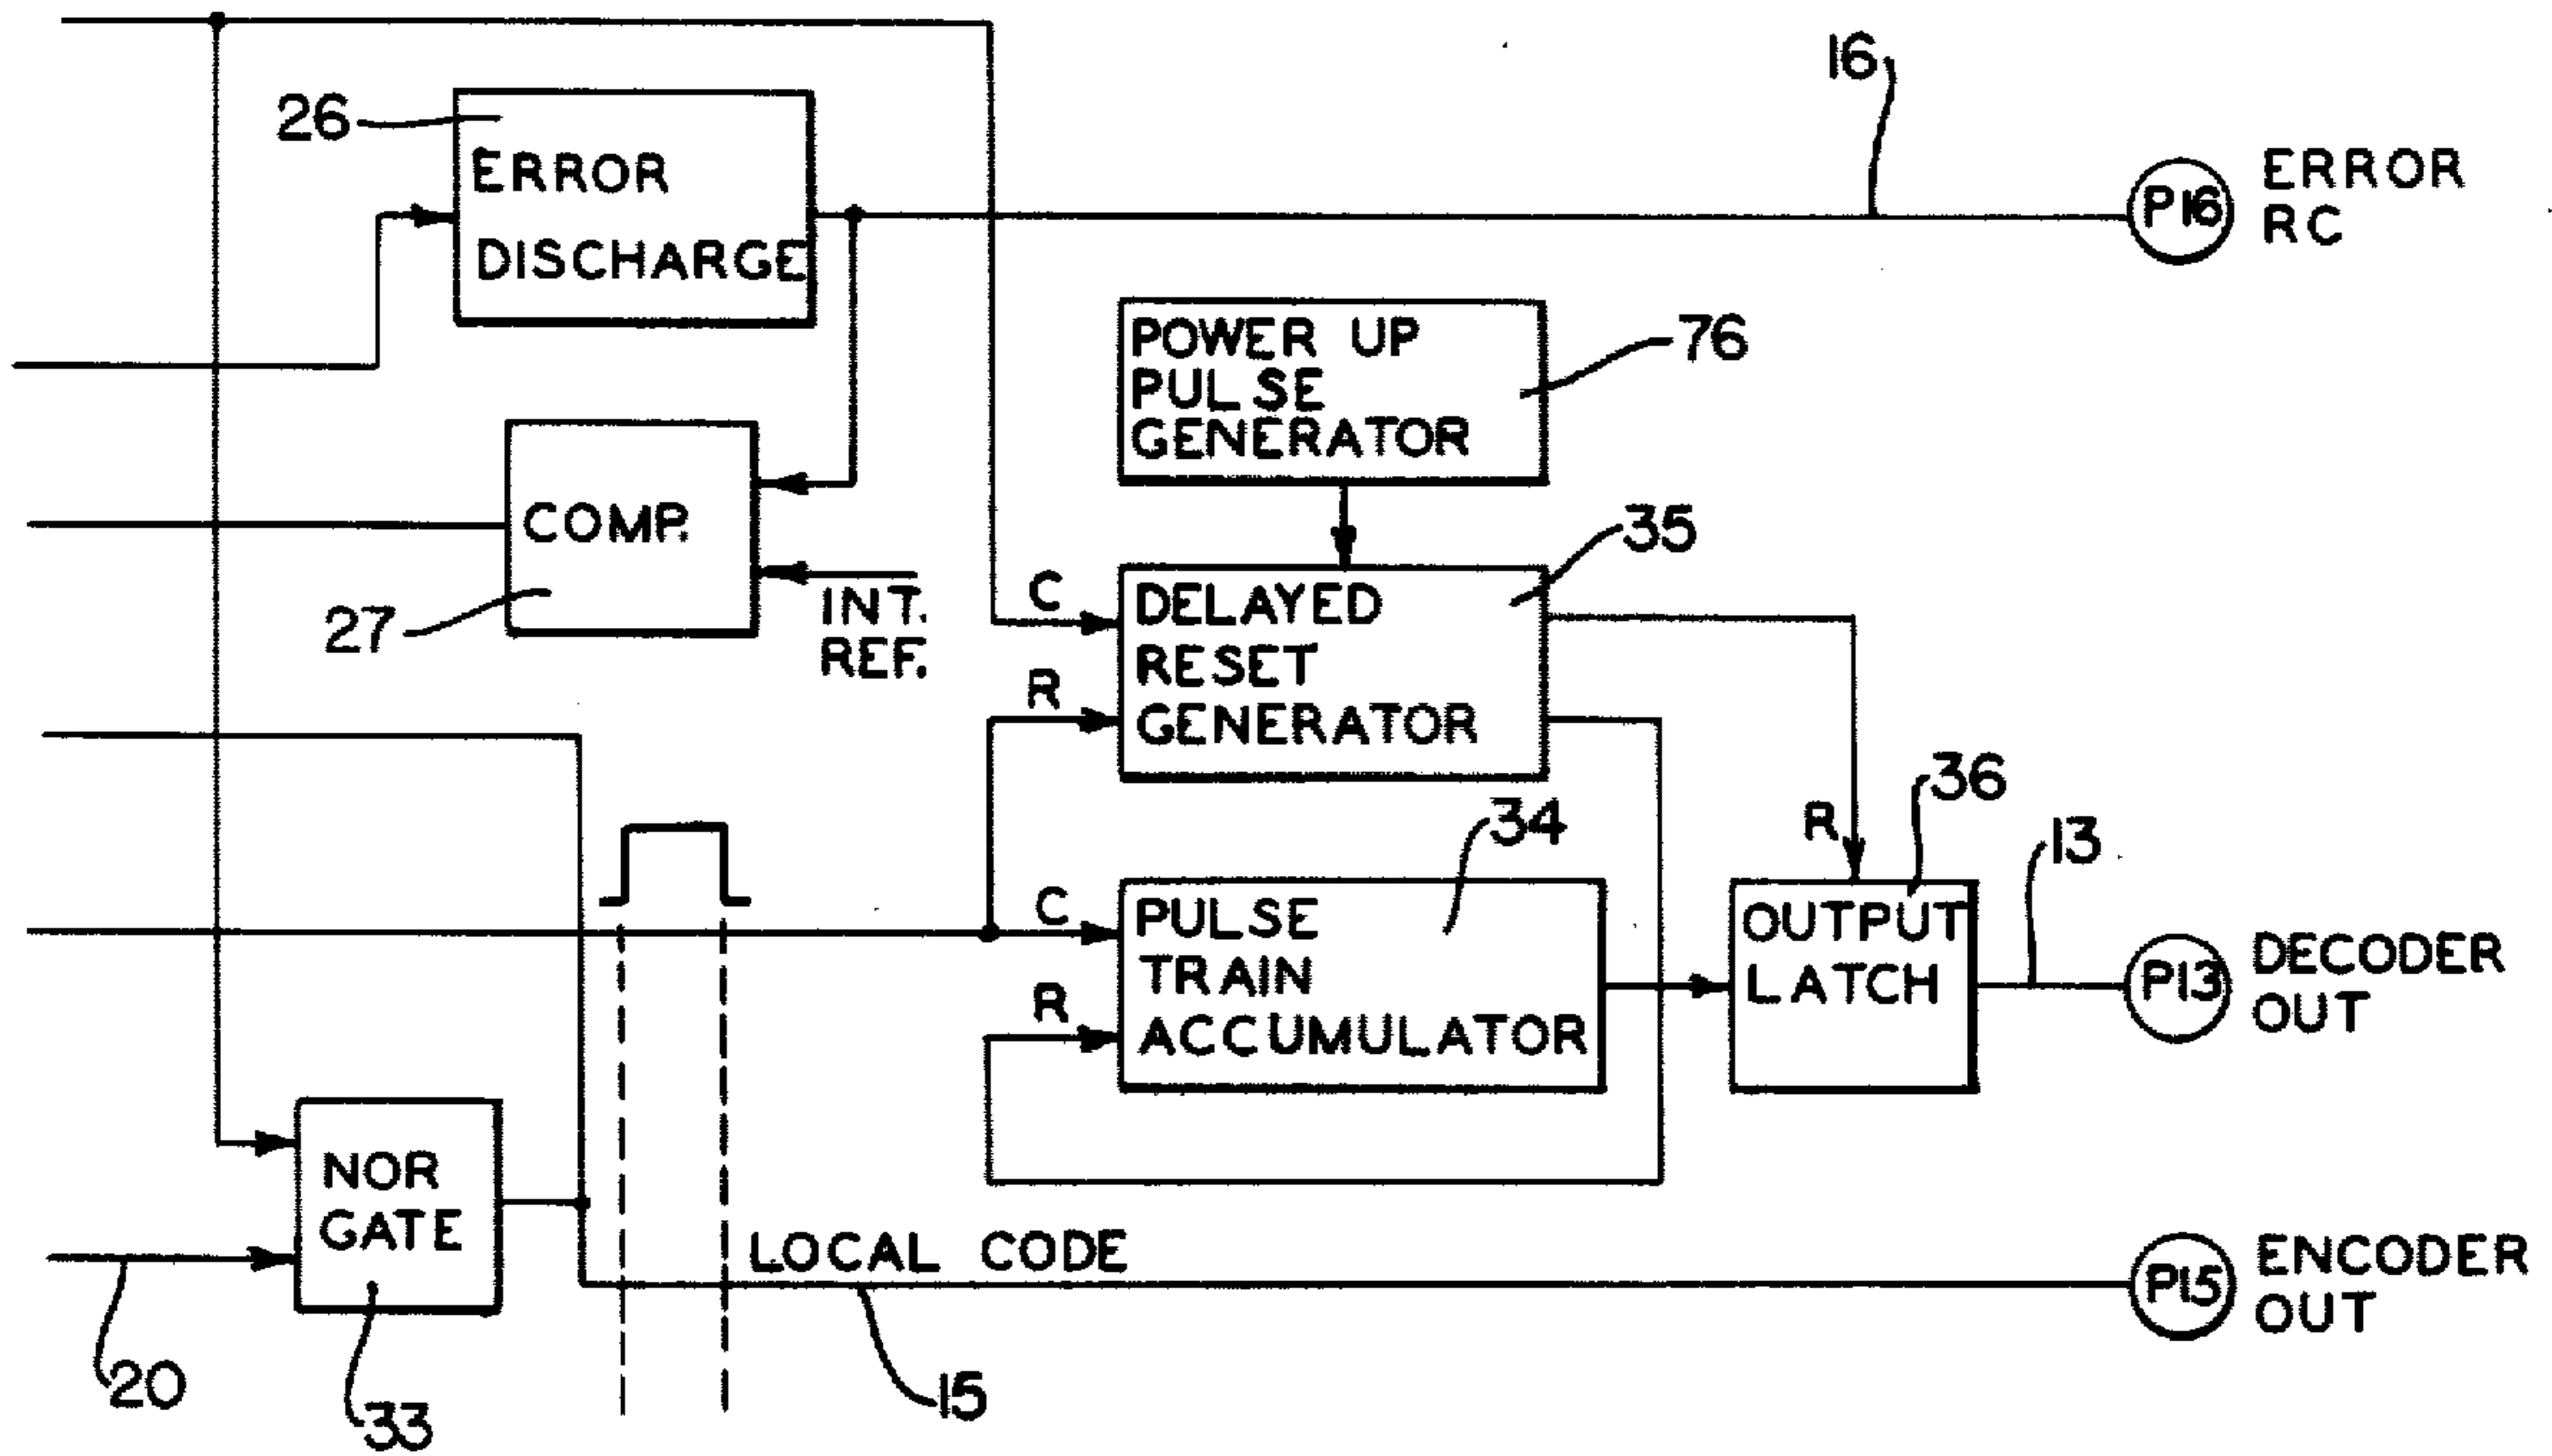 16
26
ERROR
DISCHARGE
P16
ERROR
RC
POWER UP
PULSE
GENERATOR
76
COMP.
27
INT.
REF.
35
C
R
DELAYED
RESET
GENERATOR
34
36
R
13
C
R
PULSE
TRAIN
ACCUMULATOR
OUTPUT
LATCH
P13
DECODER
OUT
NOR
GATE
20
33
LOCAL CODE
15
P15
ENCODER
OUT